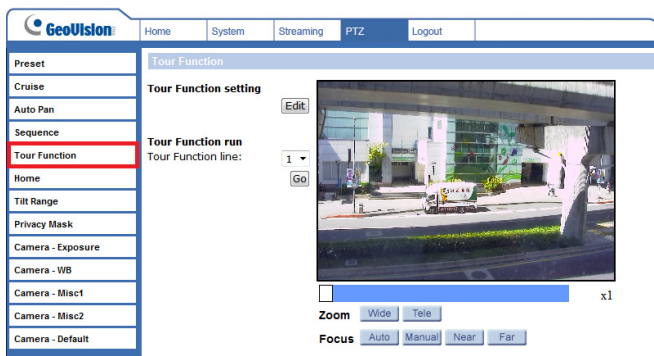 GeoVision
Home System Streaming PTZ Logout
Preset
Cruise
Auto Pan
Sequence
Tour Function
Home
Tilt Range
Privacy Mask
Camera - Exposure
Camera - WB
Camera - Misc1
Camera - Misc2
Camera - Default
Tour Function
Tour Function setting
Edit
Tour Function run
Tour Function line: 1
Go
x1
Zoom Wide Tele
Focus Auto Manual Near Far